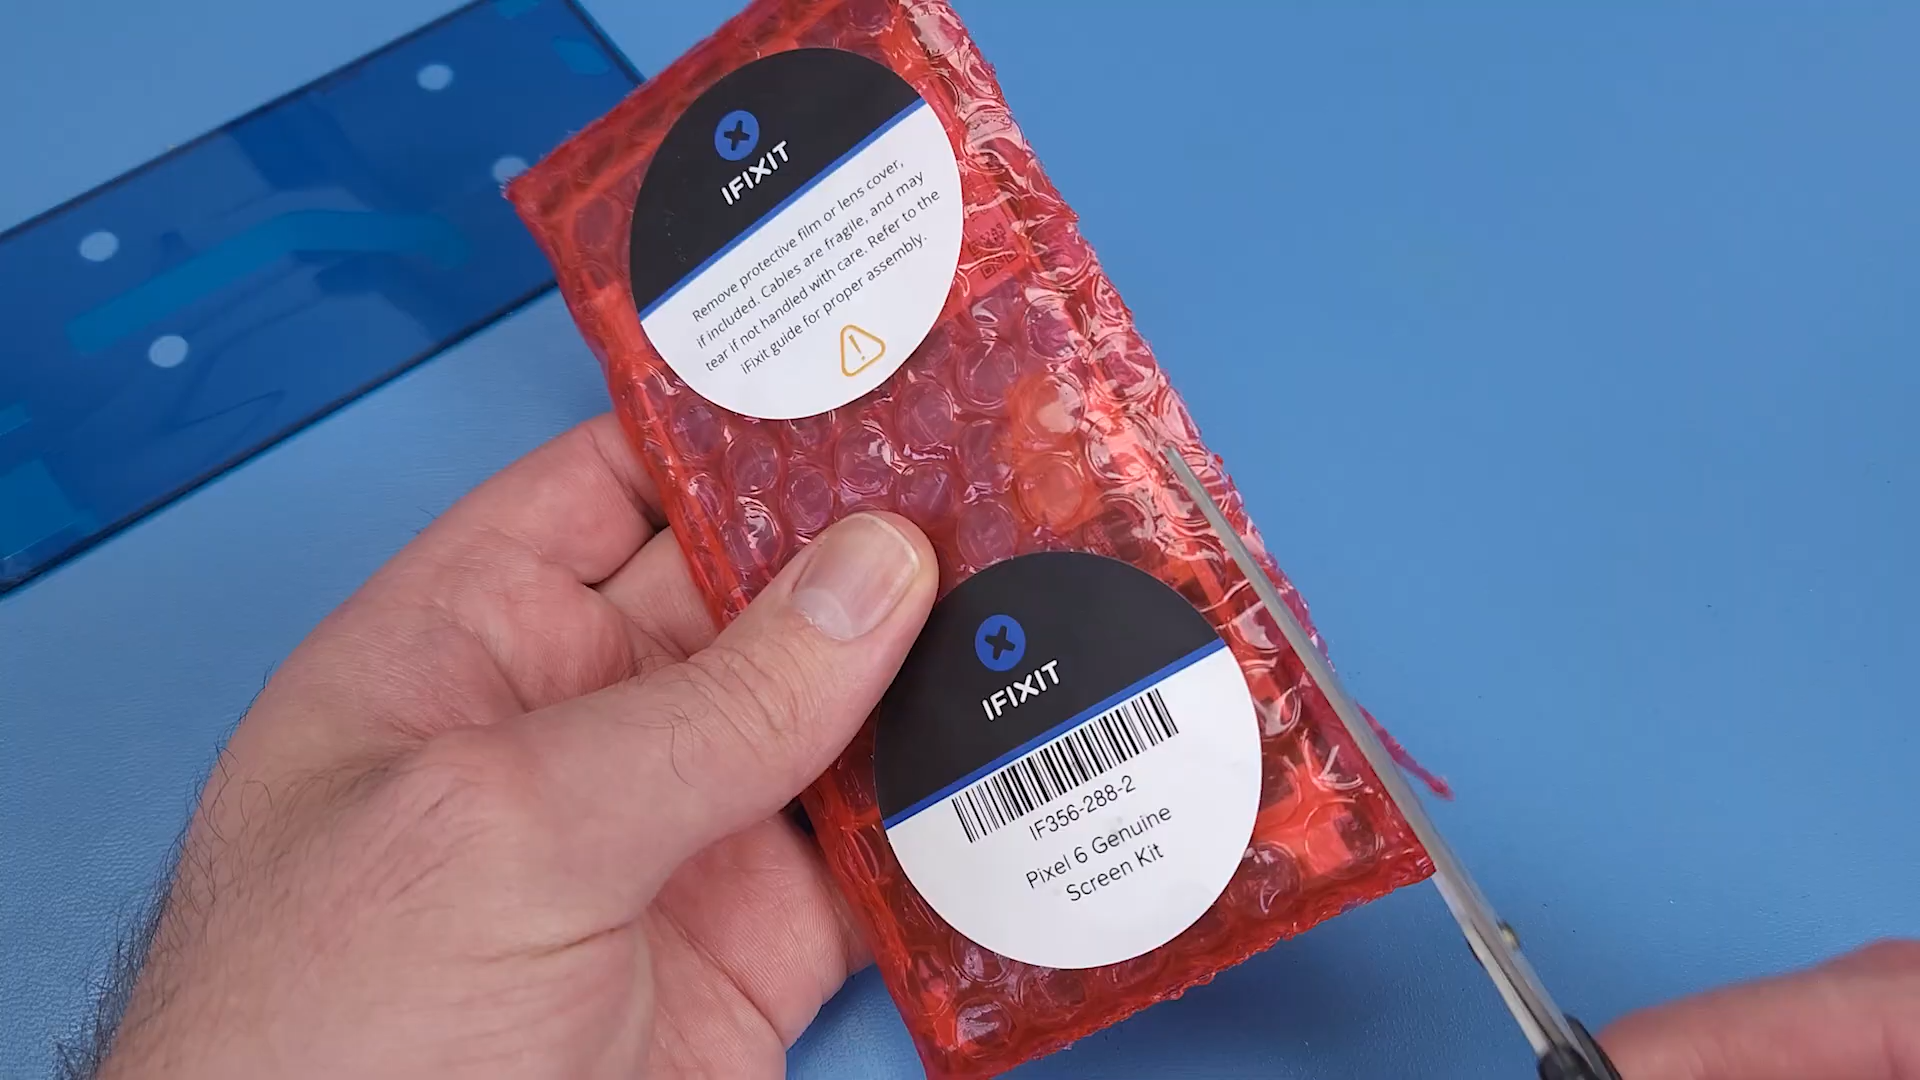 IFIXIT
Remove protective film or lens cover,
if included. Cables are fragile, and may
tear if not handled with care. Refer to the
iFixit guide for proper assembly.
IFIXIT
IF356-288-2
Pixel 6 Genuine
Screen Kit